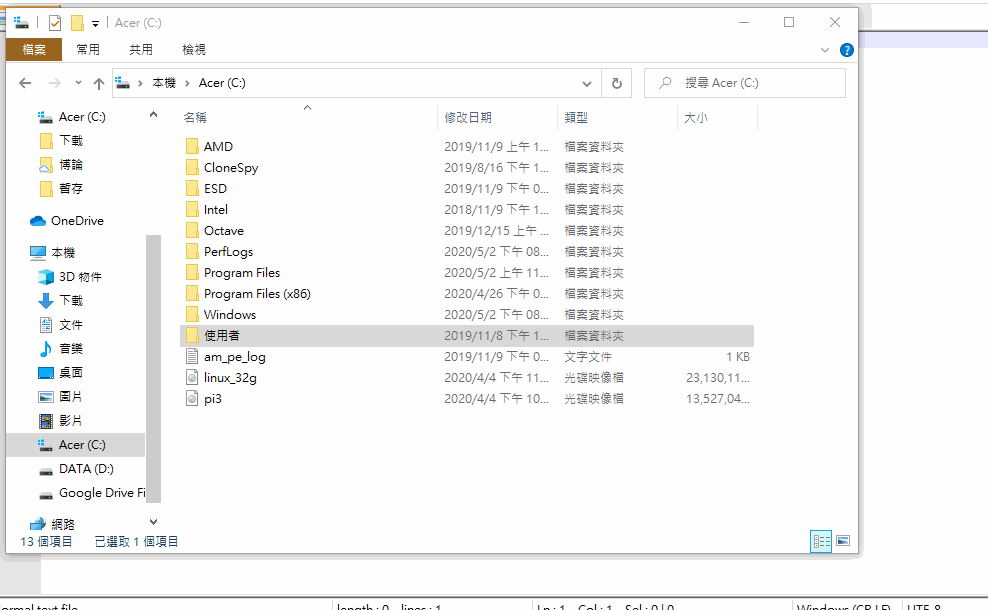 Acer (C:)
檔案 常用 共用 檢視
本機 Acer (C:) 搜尋 Acer (C:)
Acer (C:)
下載
博論
暫存
OneDrive
本機
3D 物件
下載
文件
音樂
桌面
圖片
影片
Acer (C:)
DATA (D:)
Google Drive Fi
網路
名稱 修改日期 類型 大小
AMD 2019/11/9 上午 1... 檔案資料夾
CloneSpy 2019/8/16 下午 1... 檔案資料夾
ESD 2019/11/9 下午 0... 檔案資料夾
Intel 2018/11/9 下午 1... 檔案資料夾
Octave 2019/12/15 上午 ... 檔案資料夾
PerfLogs 2020/5/2 下午 08... 檔案資料夾
Program Files 2020/5/2 上午 11... 檔案資料夾
Program Files (x86) 2020/4/26 下午 0... 檔案資料夾
Windows 2020/5/2 下午 08... 檔案資料夾
使用者 2019/11/8 下午 1... 檔案資料夾
am_pe_log 2019/11/9 下午 0... 文字文件 1 KB
linux_32g 2020/4/4 下午 11... 光碟映像檔 23,130,11...
pi3 2020/4/4 下午 10... 光碟映像檔 13,527,04...
13 個項目 已選取 1 個項目
ormal text file length : 0 lines : 1 Ln : 1 Col : 1 Sel : 0 | 0 Windows (CR LF) UTF-8